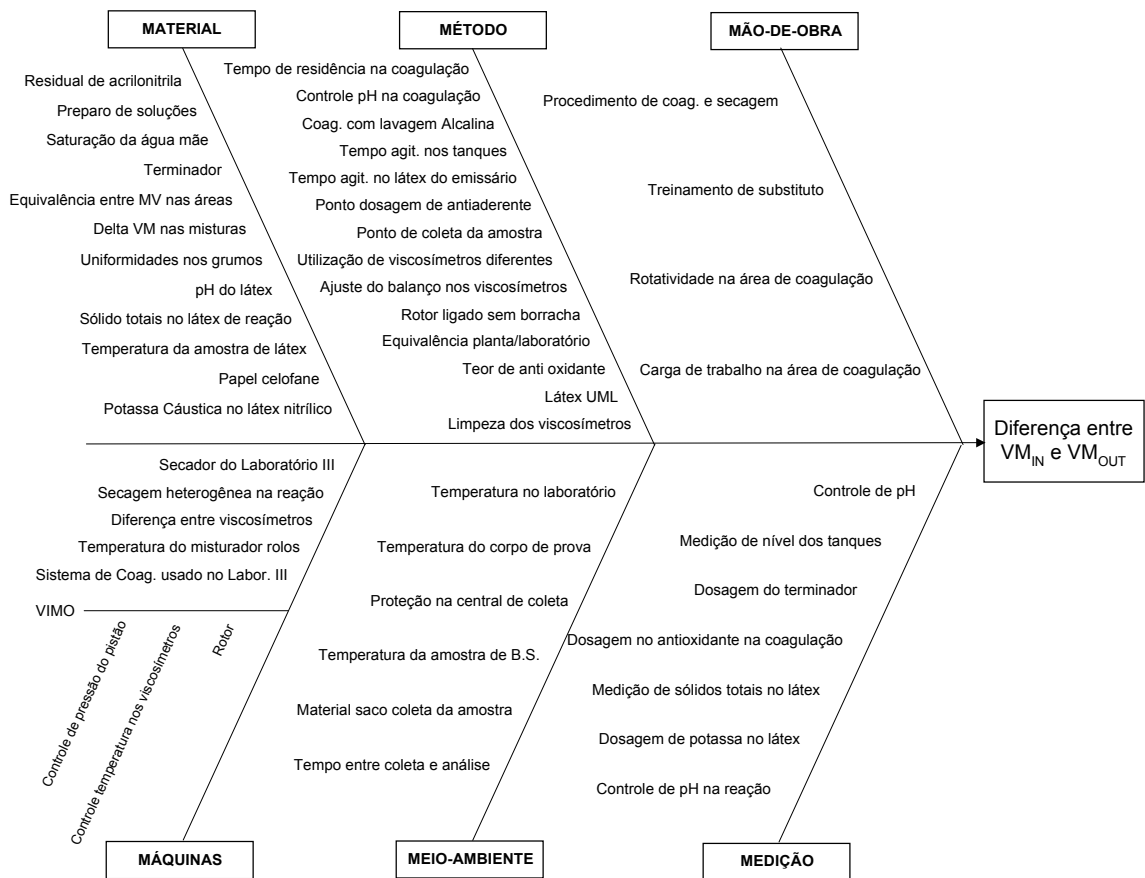 MATERIAL
Residual de acrilonitrila
Preparo de soluções
Saturação da água mãe
Terminador
Equivalência entre MV nas áreas
Delta VM nas misturas
Uniformidades nos grumos
pH do látex
Sólido totais no látex de reação
Temperatura da amostra de látex
Papel celofane
Potassa Cáustica no látex nitrílico
MÉTODO
Tempo de residência na coagulação
Controle pH na coagulação
Coag. com lavagem Alcalina
Tempo agit. nos tanques
Tempo agit. no látex do emissário
Ponto dosagem de antiaderente
Ponto de coleta da amostra
Utilização de viscosímetros diferentes
Ajuste do balanço nos viscosímetros
Rotor ligado sem borracha
Equivalência planta/laboratório
Teor de anti oxidante
Látex UML
Limpeza dos viscosímetros
MÃO-DE-OBRA
Procedimento de coag. e secagem
Treinamento de substituto
Rotatividade na área de coagulação
Carga de trabalho na área de coagulação
Diferença entre
VM_IN e VM_OUT
Secador do Laboratório III
Secagem heterogênea na reação
Diferença entre viscosímetros
Temperatura do misturador rolos
Sistema de Coag. usado no Labor. III
VIMO
Controle de pressão do pistão
Controle temperatura nos viscosímetros
Rotor
MÁQUINAS
Temperatura no laboratório
Temperatura do corpo de prova
Proteção na central de coleta
Temperatura da amostra de B.S.
Material saco coleta da amostra
Tempo entre coleta e análise
MEIO-AMBIENTE
Controle de pH
Medição de nível dos tanques
Dosagem do terminador
Dosagem no antioxidante na coagulação
Medição de sólidos totais no látex
Dosagem de potassa no látex
Controle de pH na reação
MEDIÇÃO